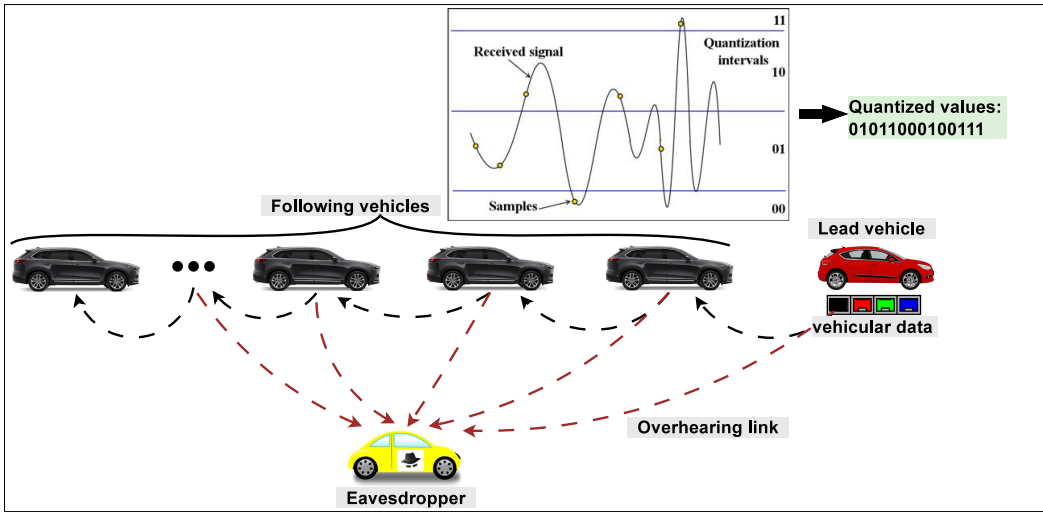 11
Received signal
Quantization
intervals
10
Quantized values:
01011000100111
01
Samples
00
Following vehicles
Lead vehicle
vehicular data
Overhearing link
Eavesdropper